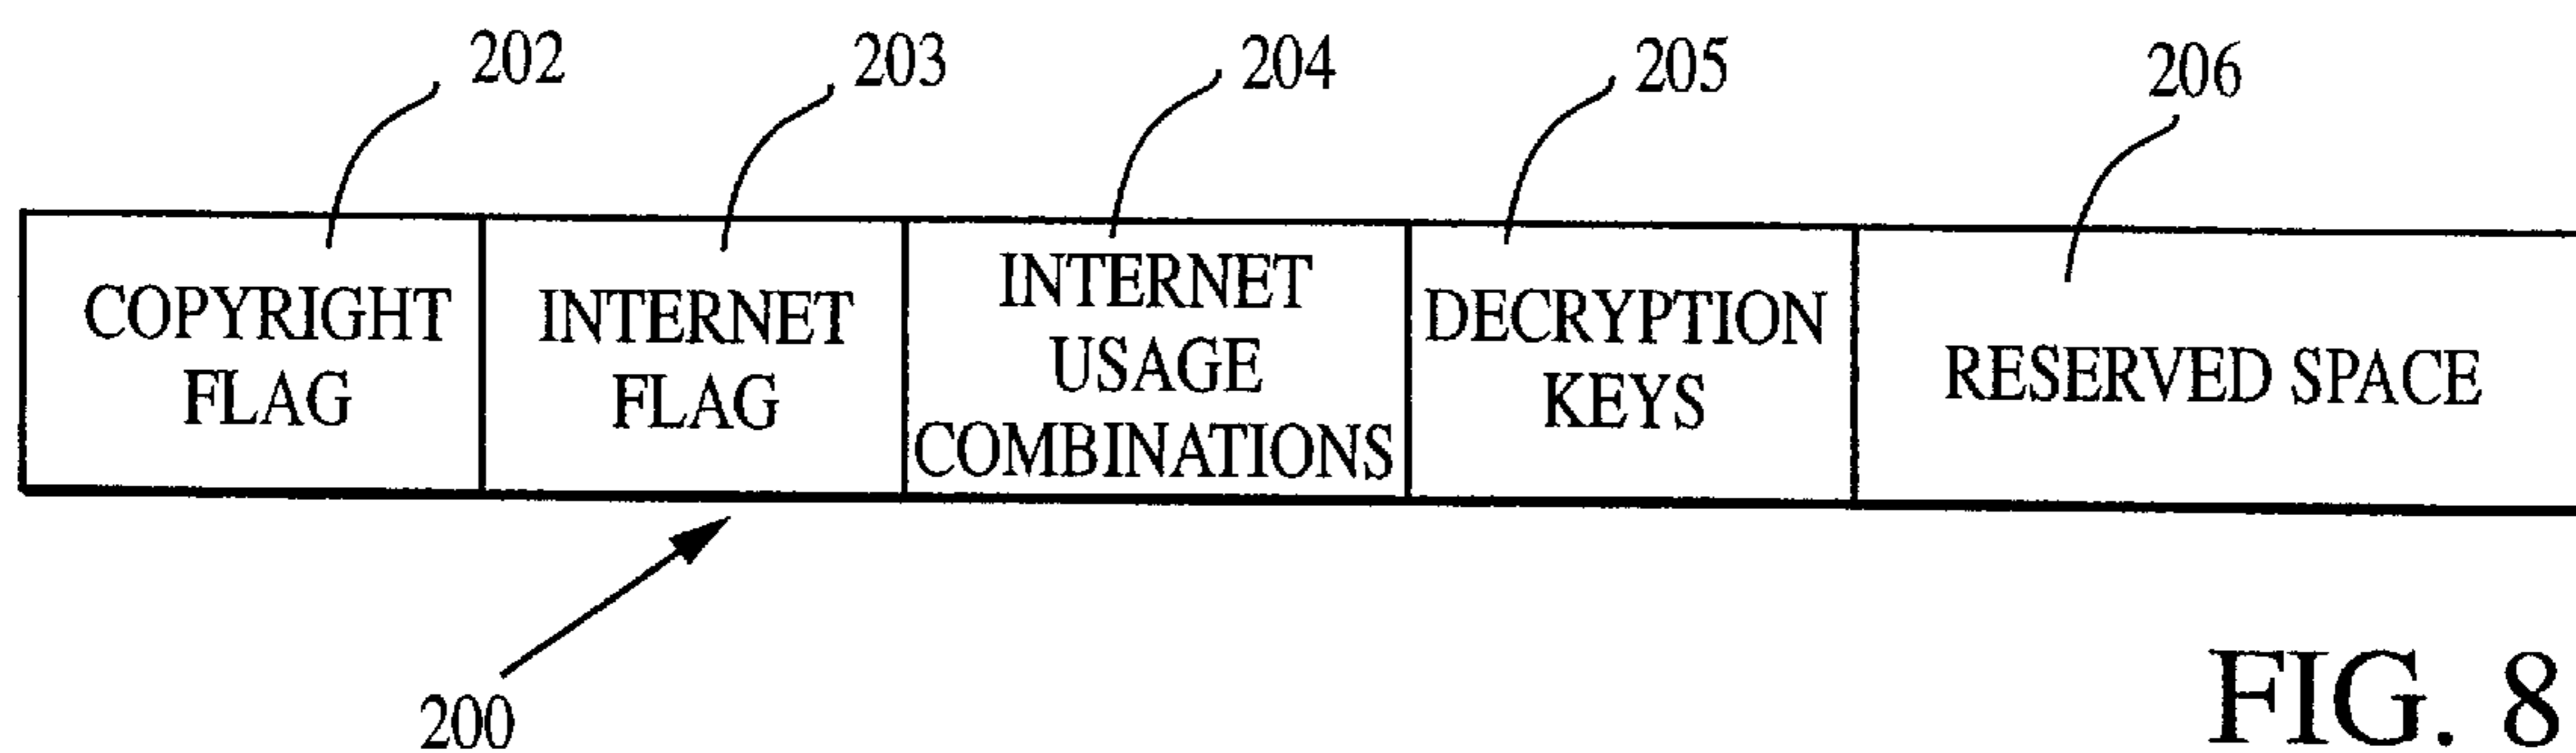 202
203
204
205
206
COPYRIGHT
FLAG
INTERNET
FLAG
INTERNET
USAGE
COMBINATIONS
DECRYPTION
KEYS
RESERVED SPACE
200
FIG. 8